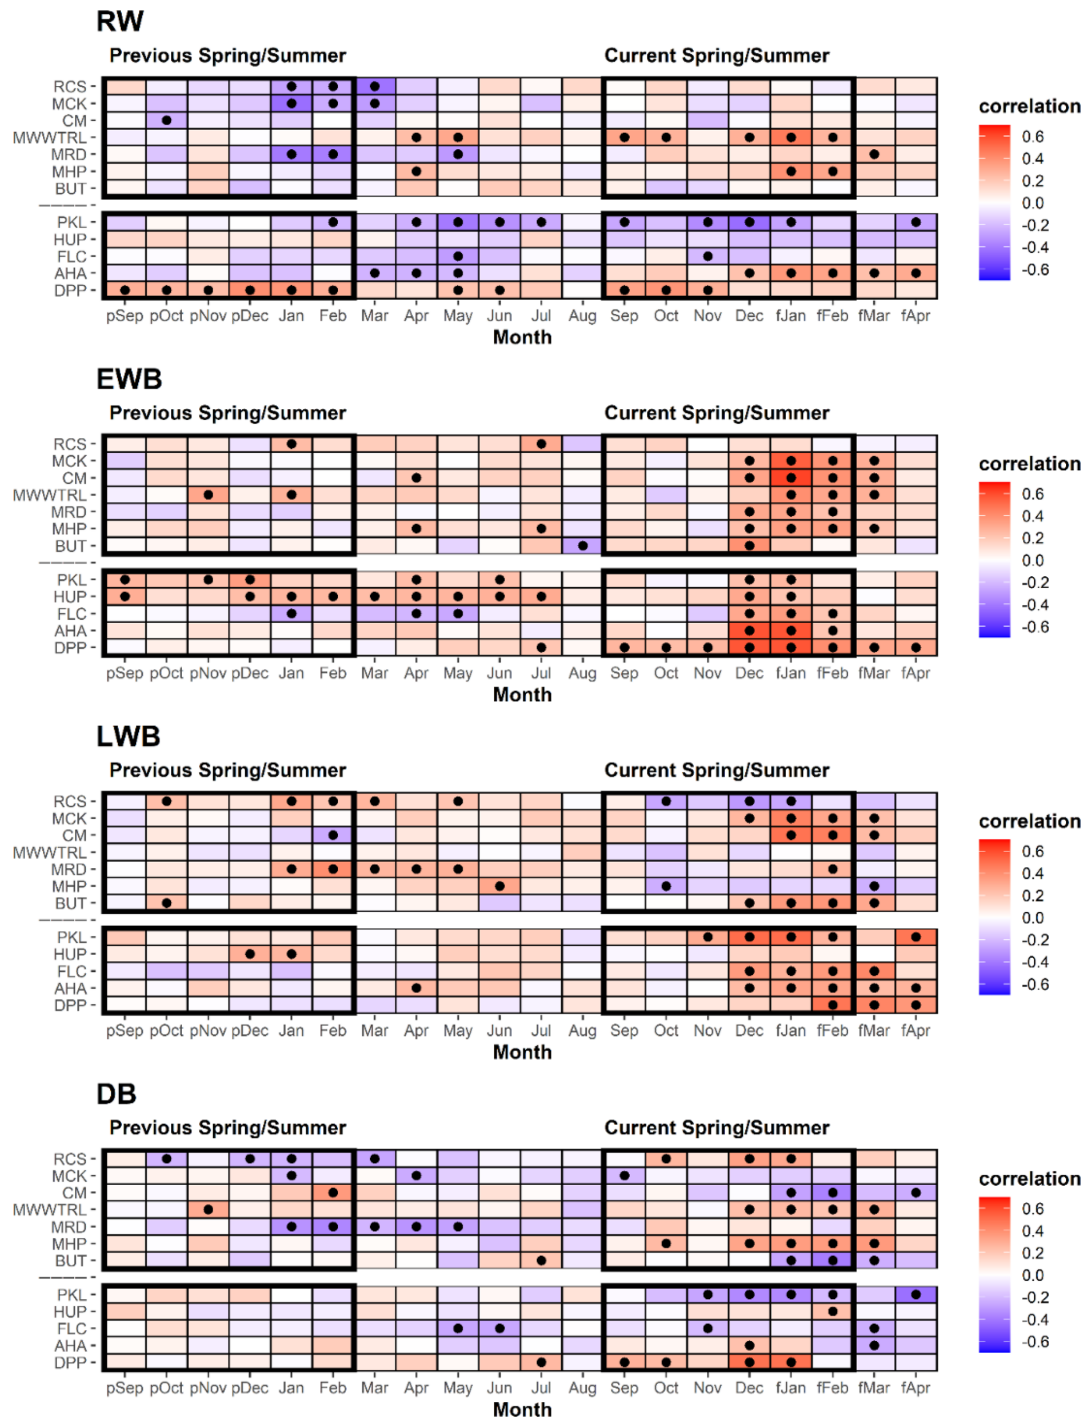 RW
Previous Spring/Summer
Current Spring/Summer
RCS
MCK
CM
MWWTRL
MRD
MHP
BUT
PKL
HUP
FLC
AHA
DPP
pSep pOct pNov pDec Jan Feb Mar Apr May Jun Jul Aug Sep Oct Nov Dec fJan fFeb fMar fApr
Month
correlation
0.6
0.4
0.2
0.0
-0.2
-0.4
-0.6
EWB
Previous Spring/Summer
Current Spring/Summer
RCS
MCK
CM
MWWTRL
MRD
MHP
BUT
PKL
HUP
FLC
AHA
DPP
pSep pOct pNov pDec Jan Feb Mar Apr May Jun Jul Aug Sep Oct Nov Dec fJan fFeb fMar fApr
Month
correlation
0.6
0.4
0.2
0.0
-0.2
-0.4
-0.6
LWB
Previous Spring/Summer
Current Spring/Summer
RCS
MCK
CM
MWWTRL
MRD
MHP
BUT
PKL
HUP
FLC
AHA
DPP
pSep pOct pNov pDec Jan Feb Mar Apr May Jun Jul Aug Sep Oct Nov Dec fJan fFeb fMar fApr
Month
correlation
0.6
0.4
0.2
0.0
-0.2
-0.4
-0.6
DB
Previous Spring/Summer
Current Spring/Summer
RCS
MCK
CM
MWWTRL
MRD
MHP
BUT
PKL
HUP
FLC
AHA
DPP
pSep pOct pNov pDec Jan Feb Mar Apr May Jun Jul Aug Sep Oct Nov Dec fJan fFeb fMar fApr
Month
correlation
0.6
0.4
0.2
0.0
-0.2
-0.4
-0.6